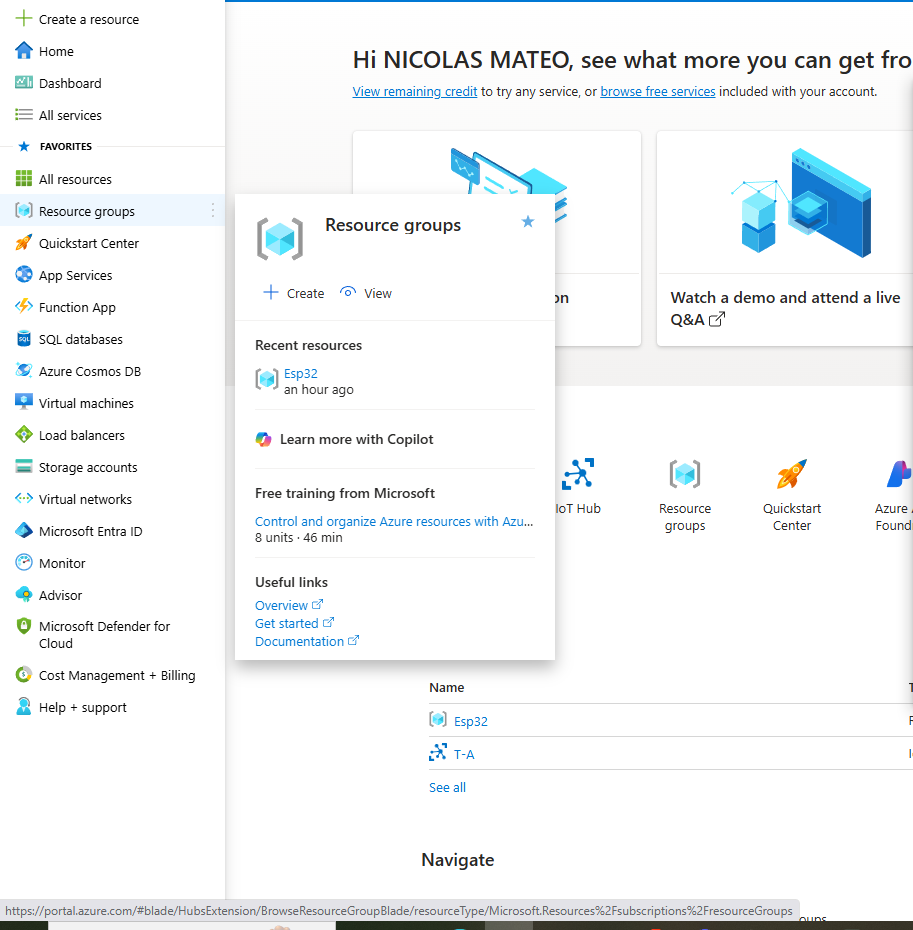 Create a resource
Home
Dashboard
All services
FAVORITES
All resources
Resource groups
Quickstart Center
App Services
Function App
SQL databases
Azure Cosmos DB
Virtual machines
Load balancers
Storage accounts
Virtual networks
Microsoft Entra ID
Monitor
Advisor
Microsoft Defender for
Cloud
Cost Management + Billing
Help + support
Hi NICOLAS MATEO, see what more you can get fro
View remaining credit to try any service, or browse free services included with your account.
on
Watch a demo and attend a live
Q&A
Resource groups
Create
View
Recent resources
Esp32
an hour ago
Learn more with Copilot
Free training from Microsoft
Control and organize Azure resources with Azu...
8 units · 46 min
Useful links
Overview
Get started
Documentation
IoT Hub
Resource
groups
Quickstart
Center
Azure
Found
Name
Esp32
T-A
See all
Navigate
https://portal.azure.com/#blade/HubsExtension/BrowseResourceGroupBlade/resourceType/Microsoft.Resources%2Fsubscriptions%2FresourceGroups